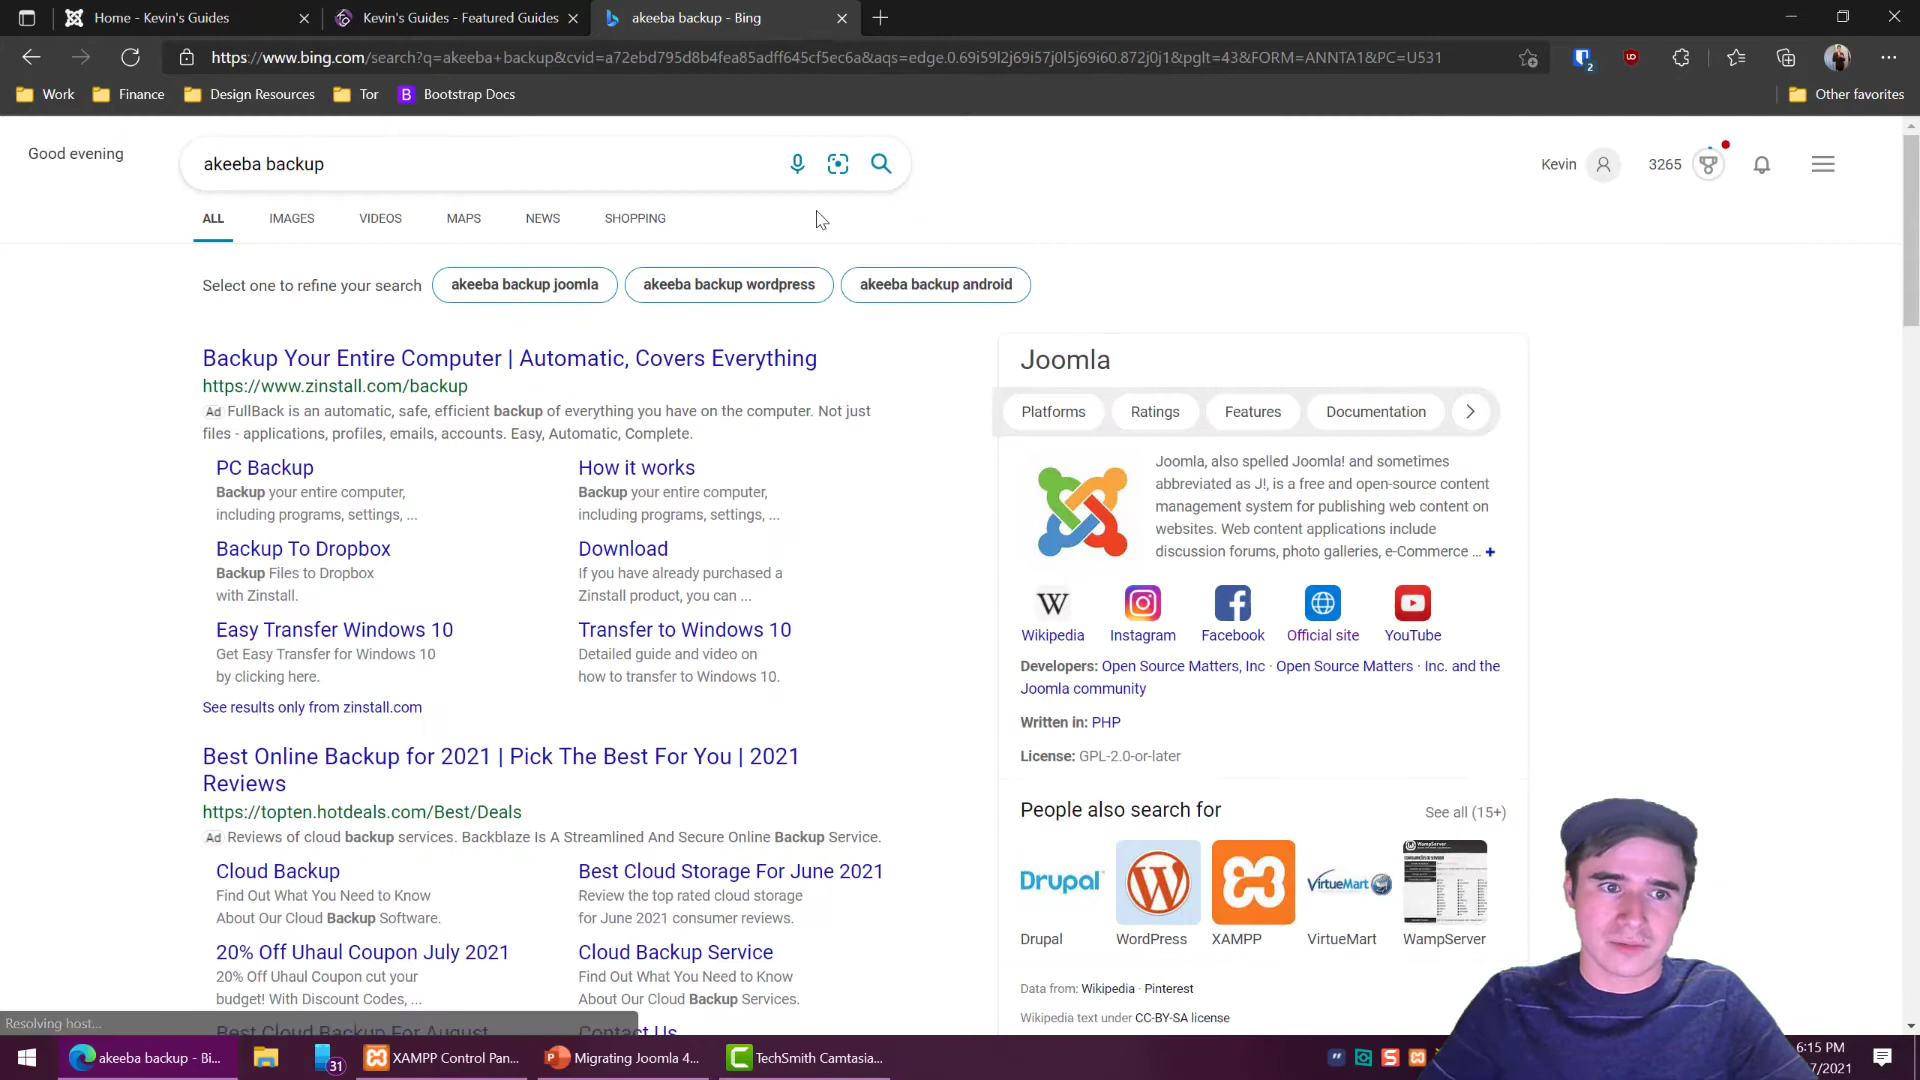 Home - Kevin's Guides
Kevin's Guides - Featured Guides
akeeba backup - Bing
https://www.bing.com/search?q=akeeba+backup&cvid=a72ebd795d8b4fea85adff645cf5ec6a&aqs=edge.0.69i59l2j69i57j0l5j69i60.872j0j1&pglt=43&FORM=ANNTA1&PC=U531
2
Work
Finance
Design Resources
Tor
B
Bootstrap Docs
Other favorites
Good evening
akeeba backup
Kevin
3265
ALL
IMAGES
VIDEOS
MAPS
NEWS
SHOPPING
Select one to refine your search
akeeba backup joomla
akeeba backup wordpress
akeeba backup android
Backup Your Entire Computer | Automatic, Covers Everything
https://www.zinstall.com/backup
Ad FullBack is an automatic, safe, efficient backup of everything you have on the computer. Not just
files - applications, profiles, emails, accounts. Easy, Automatic, Complete.
PC Backup
Backup your entire computer,
including programs, settings, ...
How it works
Backup your entire computer,
including programs, settings, ...
Backup To Dropbox
Backup Files to Dropbox
with Zinstall.
Download
If you have already purchased a
Zinstall product, you can ...
Easy Transfer Windows 10
Get Easy Transfer for Windows 10
by clicking here.
Transfer to Windows 10
Detailed guide and video on
how to transfer to Windows 10.
See results only from zinstall.com
Best Online Backup for 2021 | Pick The Best For You | 2021
Reviews
https://topten.hotdeals.com/Best/Deals
Ad Reviews of cloud backup services. Backblaze Is A Streamlined And Secure Online Backup Service.
Cloud Backup
Find Out What You Need to Know
About Our Cloud Backup Software.
Best Cloud Storage For June 2021
Review the top rated cloud storage
for June 2021 consumer reviews.
20% Off Uhaul Coupon July 2021
20% Off Uhaul Coupon cut your
budget! With Discount Codes, ...
Cloud Backup Service
Find Out What You Need to Know
About Our Cloud Backup Services.
Best Cloud Backup For August
Contact Us
Joomla
Platforms
Ratings
Features
Documentation
Joomla, also spelled Joomla! and sometimes
abbreviated as J!, is a free and open-source content
management system for publishing web content on
websites. Web content applications include
discussion forums, photo galleries, e-Commerce ... +
W
Wikipedia
Instagram
Facebook
Official site
YouTube
Developers: Open Source Matters, Inc · Open Source Matters · Inc. and the
Joomla community
Written in: PHP
License: GPL-2.0-or-later
People also search for
See all (15+)
Drupal
VirtueMart
WampServer
Drupal
WordPress
XAMPP
VirtueMart
WampServer
Data from: Wikipedia · Pinterest
Wikipedia text under CC-BY-SA license
Resolving host...
akeeba backup - Bi...
31
XAMPP Control Pan...
Migrating Joomla 4...
TechSmith Camtasia...
6:15 PM
7/2021